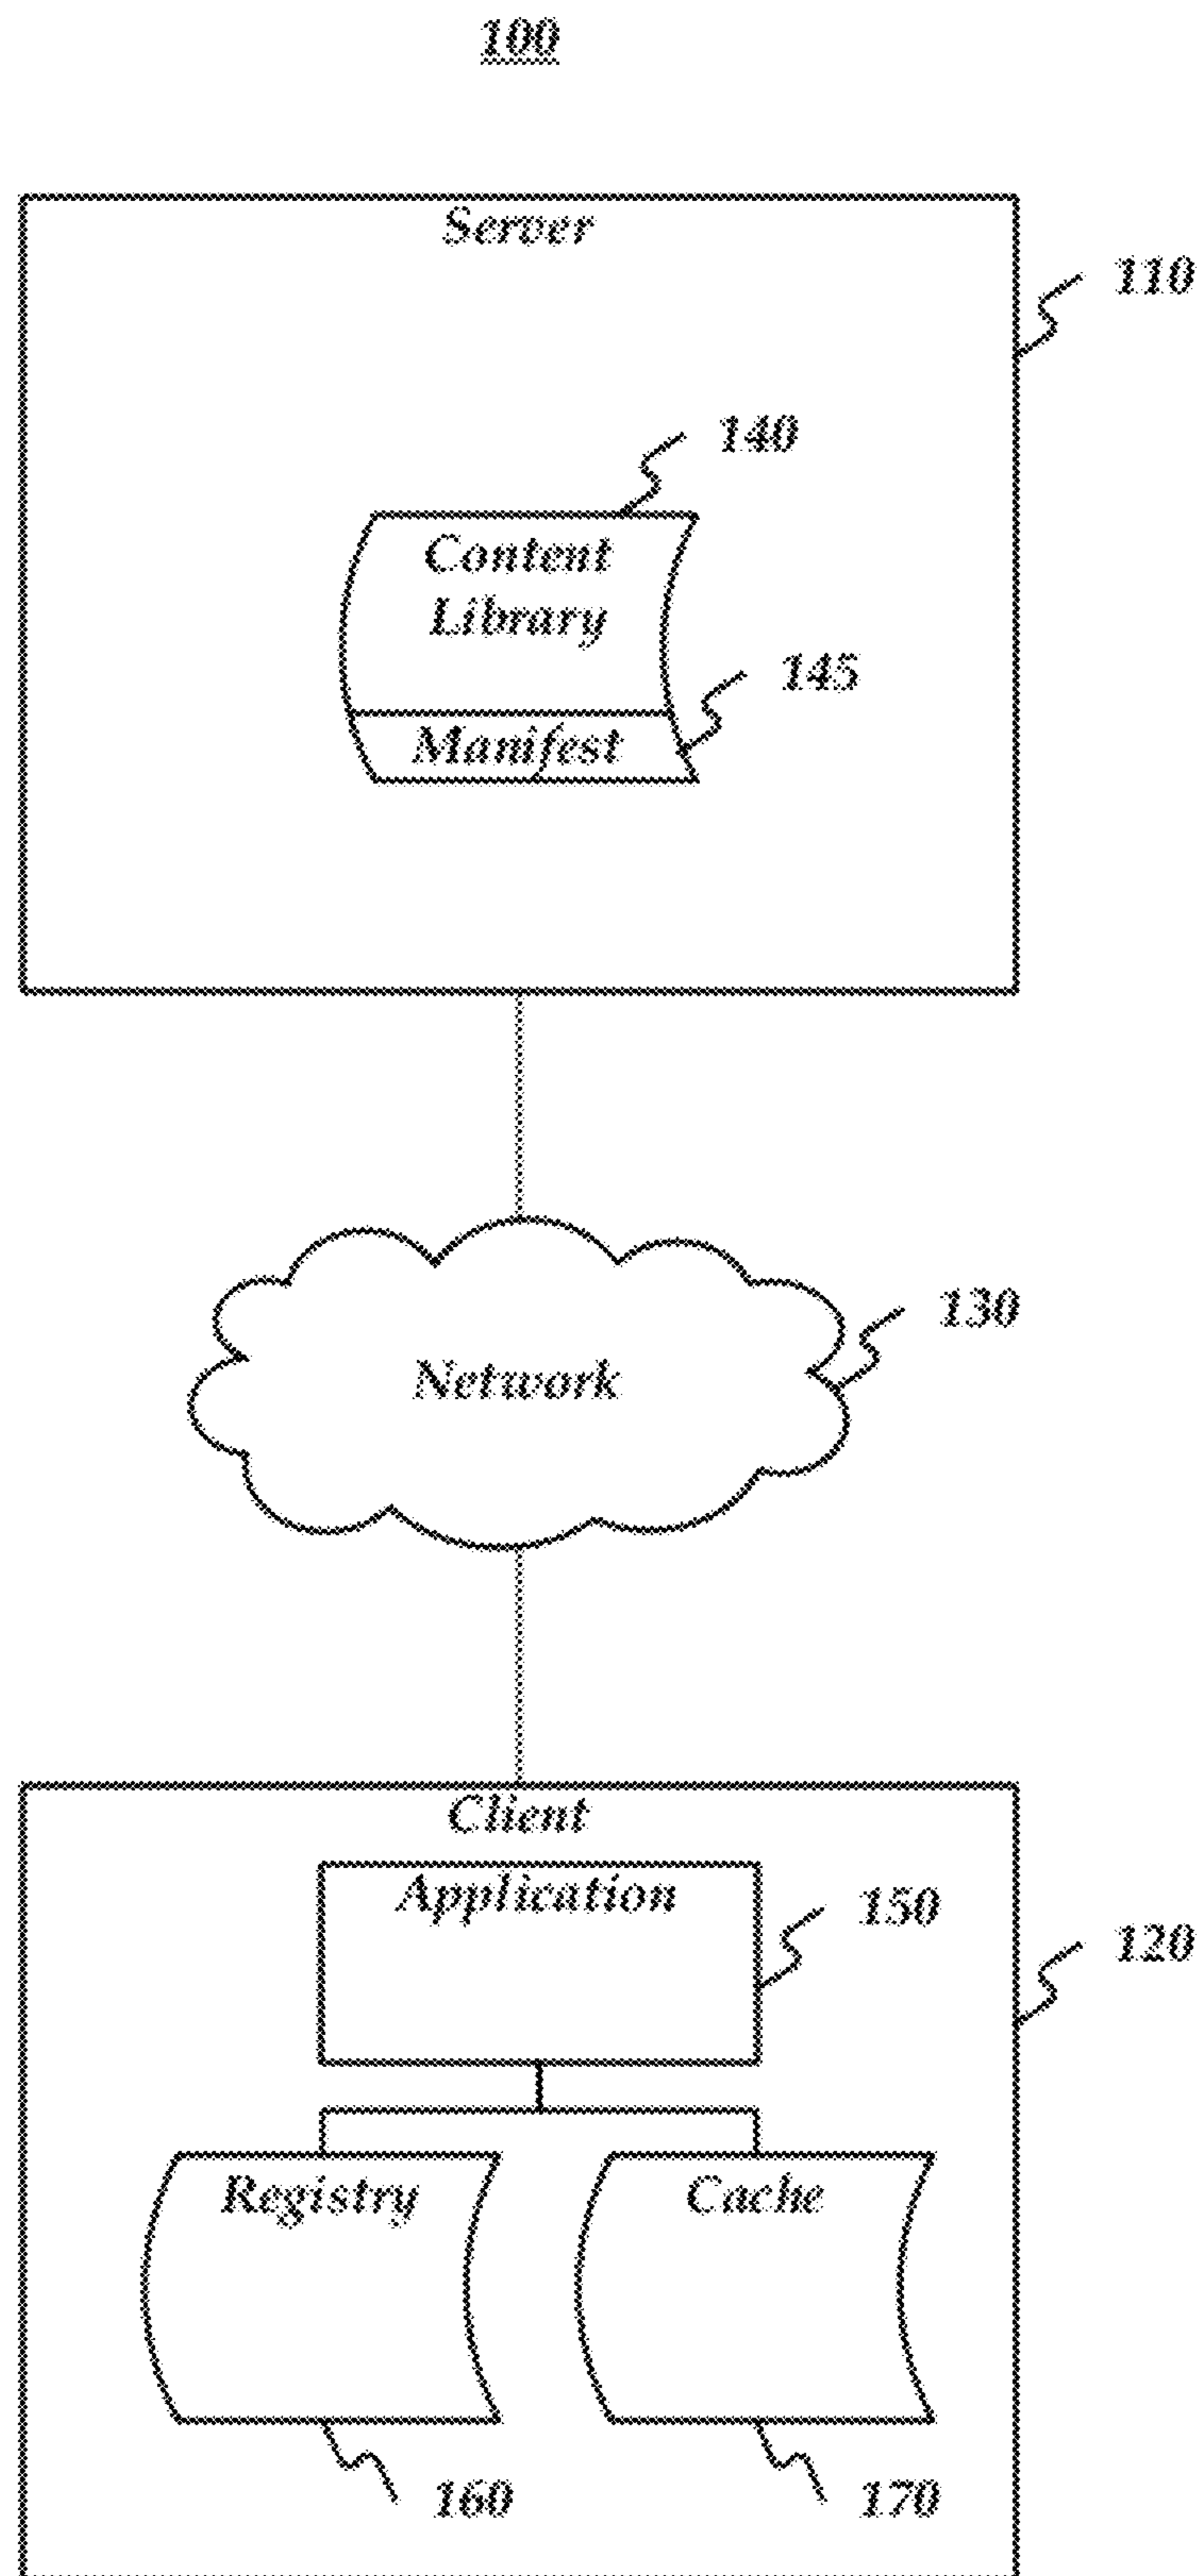 100
Server
110
140
Content
Library
145
Manifest
130
Network
Client
Application
150
120
Registry
Cache
160
170